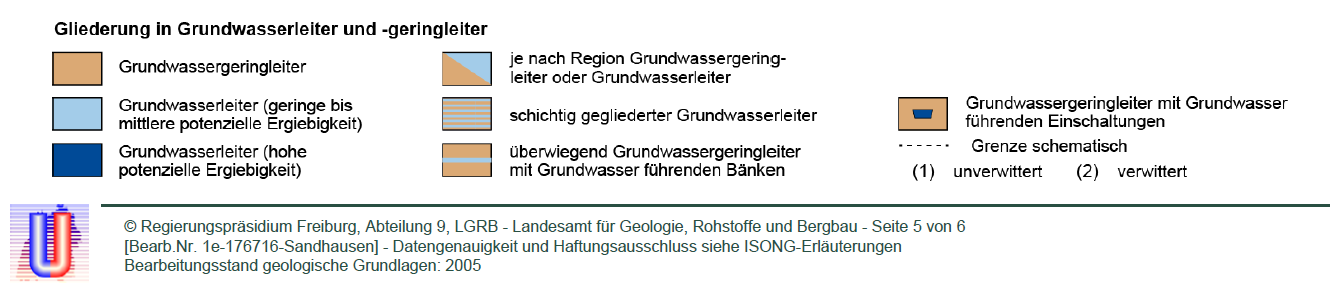 Gliederung in Grundwasserleiter und -geringleiter
Grundwassergeringleiter
Grundwasserleiter (geringe bis
mittlere potenzielle Ergiebigkeit)
Grundwasserleiter (hohe
potenzielle Ergiebigkeit)
je nach Region Grundwassergering-
leiter oder Grundwasserleiter
schichtig gegliederter Grundwasserleiter
überwiegend Grundwassergeringleiter
mit Grundwasser führenden Bänken
Grundwassergeringleiter mit Grundwasser
führenden Einschaltungen
Grenze schematisch
(1) unverwittert (2) verwittert
© Regierungspräsidium Freiburg, Abteilung 9, LGRB - Landesamt für Geologie, Rohstoffe und Bergbau - Seite 5 von 6
[Bearb.Nr. 1e-176716-Sandhausen] - Datengenauigkeit und Haftungsausschluss siehe ISONG-Erläuterungen
Bearbeitungsstand geologische Grundlagen: 2005